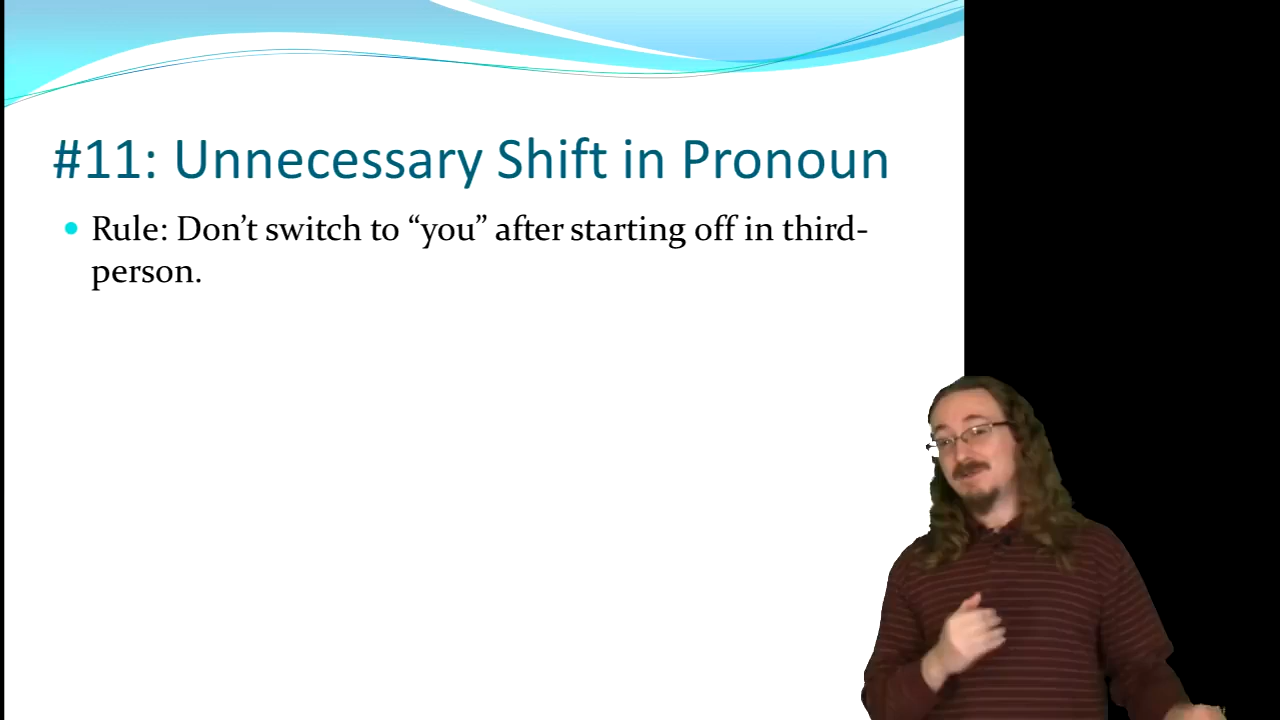 #11: Unnecessary Shift in Pronoun
Rule: Don’t switch to “you” after starting off in third-
person.